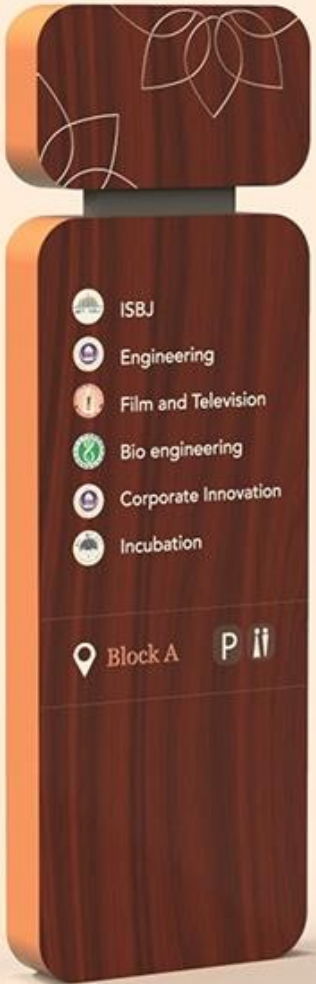 ISBJ
Engineering
Film and Television
Bio engineering
Corporate Innovation
Incubation
Block A P